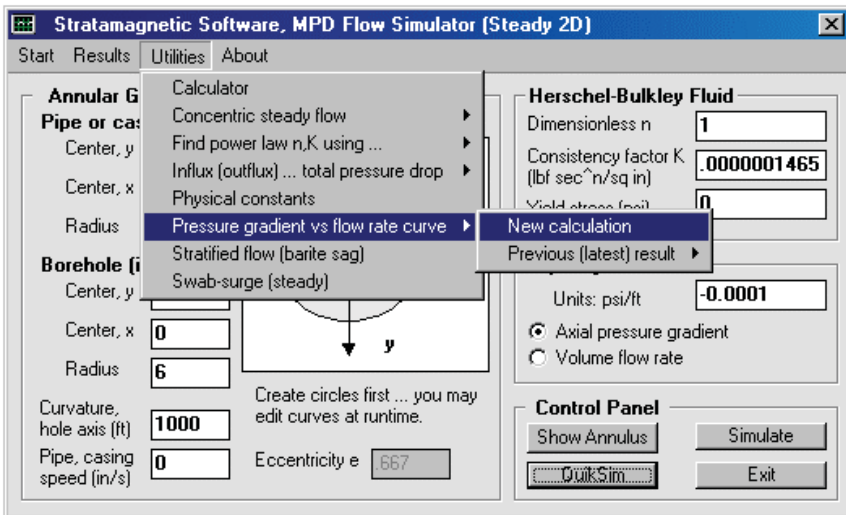 Stratamagnetic Software, MPD Flow Simulator (Steady 2D)
Start Results Utilities About
Calculator
Concentric steady flow
Find power law n,K using ...
Influx (outflux) ... total pressure drop
Physical constants
Pressure gradient vs flow rate curve
Stratified flow (barite sag)
Swab-surge (steady)
New calculation
Previous (latest) result
Annular G
Pipe or cas
Center, y
Center, x
Radius
Borehole (i
Center, y
Center, x 0
Radius 6
Curvature,
hole axis (ft) 1000
Pipe, casing
speed (in/s) 0
y
Create circles first ... you may
edit curves at runtime.
Eccentricity e .667
Herschel-Bulkley Fluid
Dimensionless n 1
Consistency factor K
(lbf sec^n/sq in) .0000001465
Yield stress (psi) 0
Units: psi/ft -0.0001
Axial pressure gradient
Volume flow rate
Control Panel
Show Annulus Simulate
QuikSim Exit